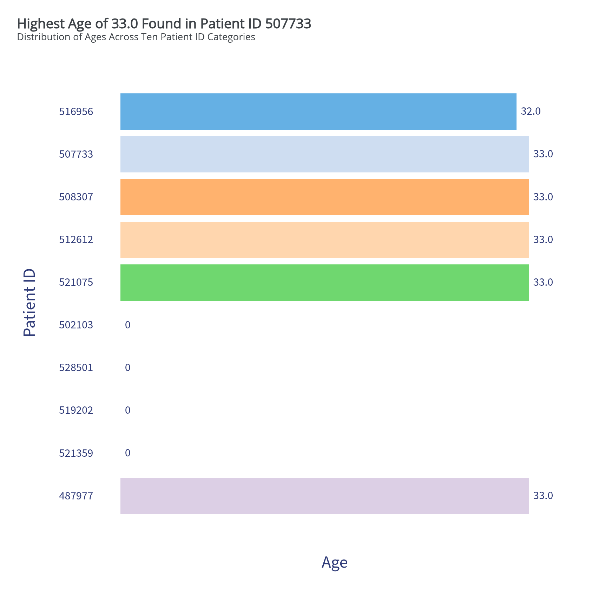 Highest Age of 33.0 Found in Patient ID 507733
Distribution of Ages Across Ten Patient ID Categories
516956 32.0
507733 33.0
508307 33.0
512612 33.0
521075 33.0
502103 0
528501 0
519202 0
521359 0
487977 33.0
Patient ID
Age